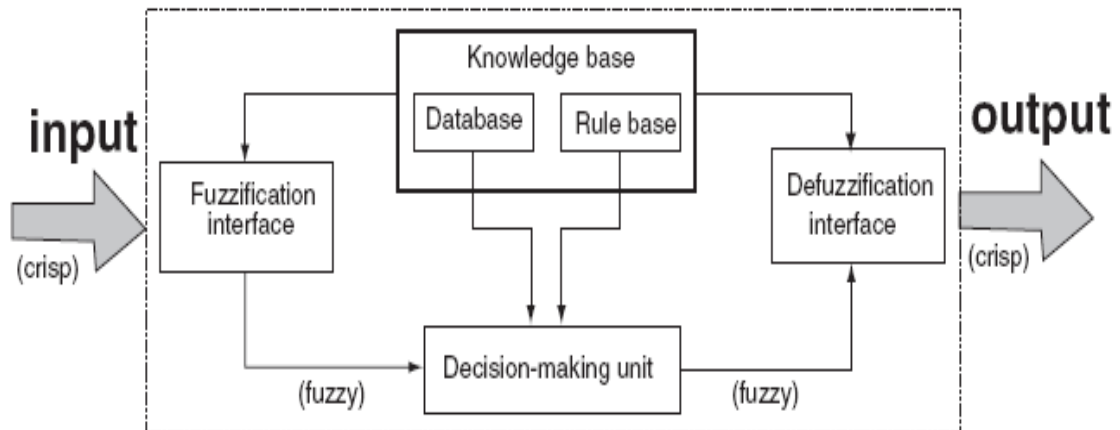 input
(crisp)
Knowledge base
Database
Rule base
Fuzzification
interface
Defuzzification
interface
output
(crisp)
Decision-making unit
(fuzzy)
(fuzzy)